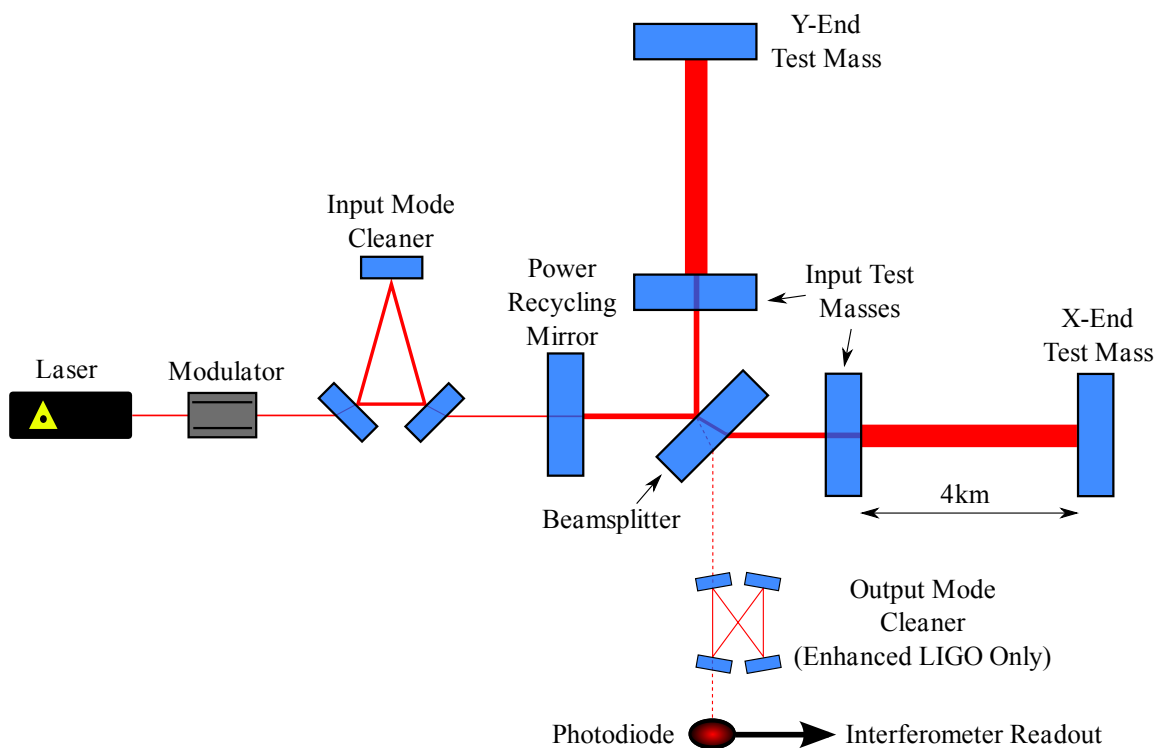 Y-End
Test Mass
Input Mode
Cleaner
Power
Recycling
Mirror
Input Test
Masses
X-End
Test Mass
Laser
Modulator
4km
Beamsplitter
Output Mode
Cleaner
(Enhanced LIGO Only)
Photodiode
Interferometer Readout